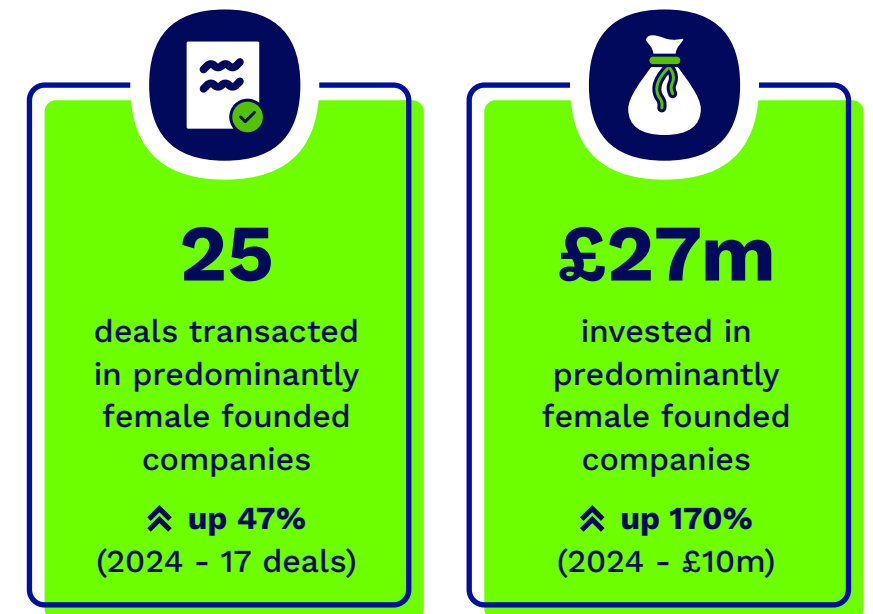 25
deals transacted
in predominantly
female founded
companies
up 47%
(2024 - 17 deals)
£27m
invested in
predominantly
female founded
companies
up 170%
(2024 - £10m)